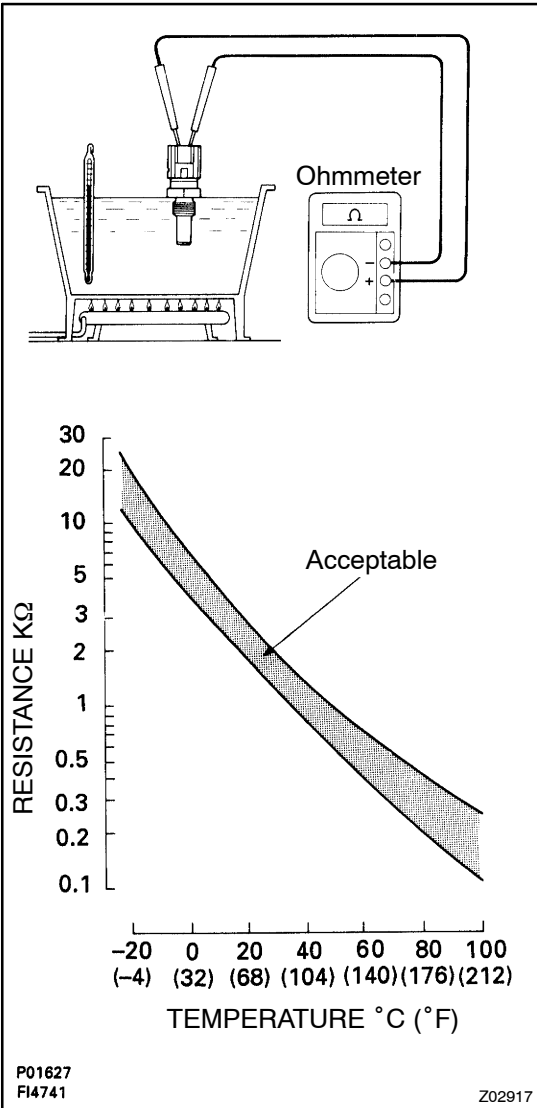 Ohmmeter
Ω
−
+
30
20
10
5
3
2
1
0.5
0.3
0.2
0.1
Acceptable
RESISTANCE KΩ
−20 0 20 40 60 80 100
(−4) (32) (68) (104) (140) (176) (212)
TEMPERATURE °C (°F)
P01627
FI4741
Z02917